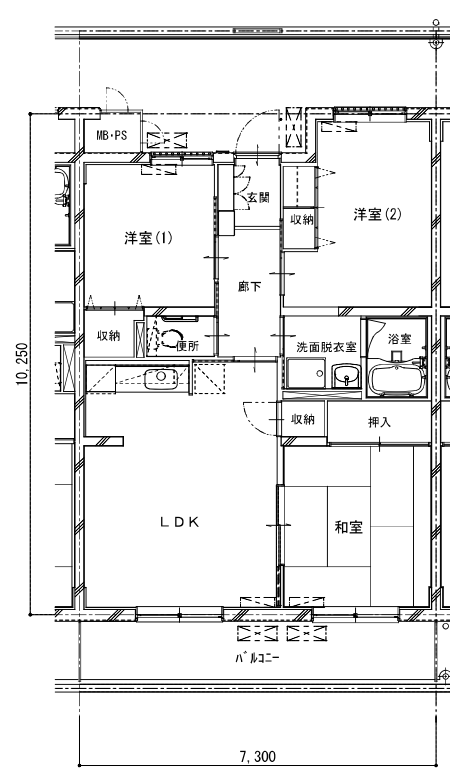 MB・PS
玄関
収納
洋室(2)
洋室(1)
廊下
収納
便所
洗面脱衣室
浴室
10,250
収納
押入
LDK
和室
バルコニー
7,300